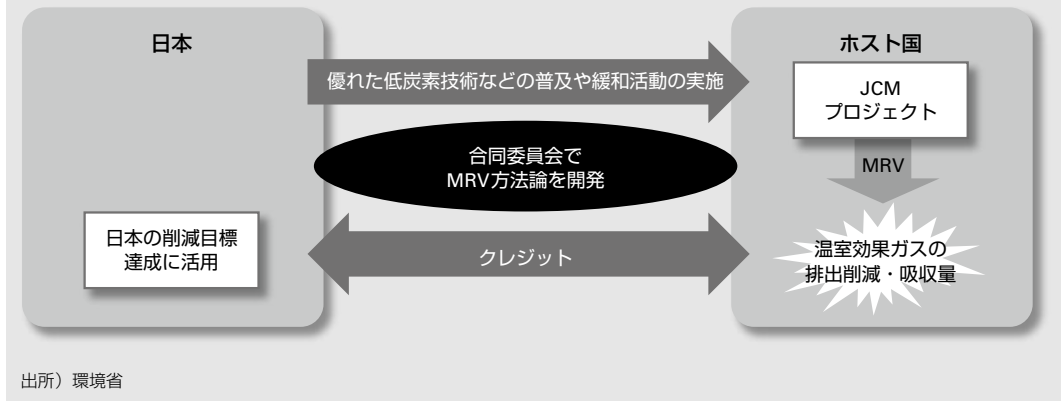 日本
ホスト国
優れた低炭素技術などの普及や緩和活動の実施
JCM
プロジェクト
合同委員会で
MRV方法論を開発
MRV
日本の削減目標
達成に活用
クレジット
温室効果ガスの
排出削減・吸収量
出所）環境省